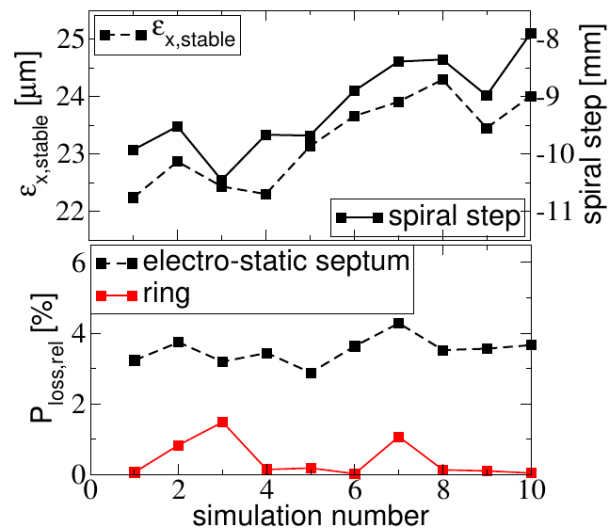 25
24
23
22
ε_x,stable [μm]
ε_x,stable
-8
-9
-10
-11
spiral step [mm]
spiral step
electro-static septum
ring
6
4
2
0
P_loss,rel [%]
0 2 4 6 8 10
simulation number